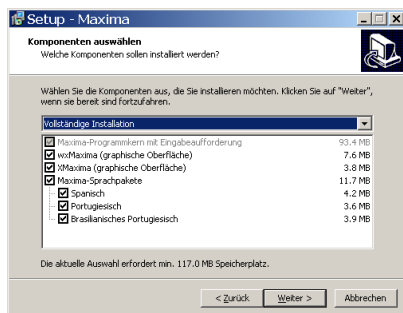 Setup - Maxima
Komponenten auswählen
Welche Komponenten sollen installiert werden?
Wählen Sie die Komponenten aus, die Sie installieren möchten. Klicken Sie auf "Weiter",
wenn sie bereit sind fortzufahren.
Vollständige Installation
Maxima-Programmkern mit Eingabeaufforderung 93.4 MB
wxMaxima (graphische Oberfläche) 7.6 MB
XMaxima (graphische Oberfläche) 3.8 MB
Maxima-Sprachpakete 11.7 MB
Spanisch 4.2 MB
Portugiesisch 3.6 MB
Brasilianisches Portugiesisch 3.9 MB
Die aktuelle Auswahl erfordert min. 117.0 MB Speicherplatz.
< Zurück Weiter > Abbrechen